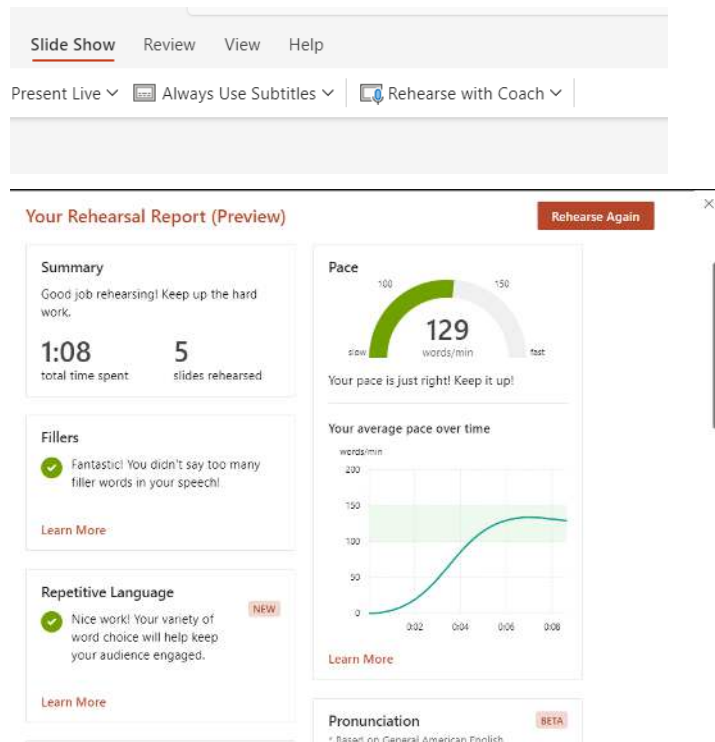 Slide Show Review View Help
Present Live Always Use Subtitles Rehearse with Coach
Your Rehearsal Report (Preview)
Rehearse Again
Summary
Good job rehearsing! Keep up the hard
work.
1:08
total time spent
5
slides rehearsed
Fillers
Fantastic! You didn't say too many
filler words in your speech!
Learn More
Repetitive Language
NEW
Nice work! Your variety of
word choice will help keep
your audience engaged.
Learn More
Pace
100
150
129
slow
words/min
fast
Your pace is just right! Keep it up!
Your average pace over time
words/min
200
150
100
50
0
0:02 0:04 0:06 0:08
Learn More
Pronunciation
BETA
* Based on General American English